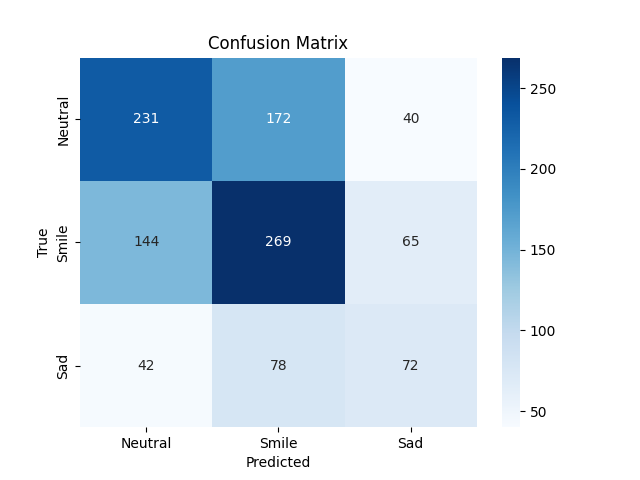 Confusion Matrix
True
Neutral
231 172 40
Smile
144 269 65
Sad
42 78 72
Neutral Smile Sad
Predicted
250
200
150
100
50